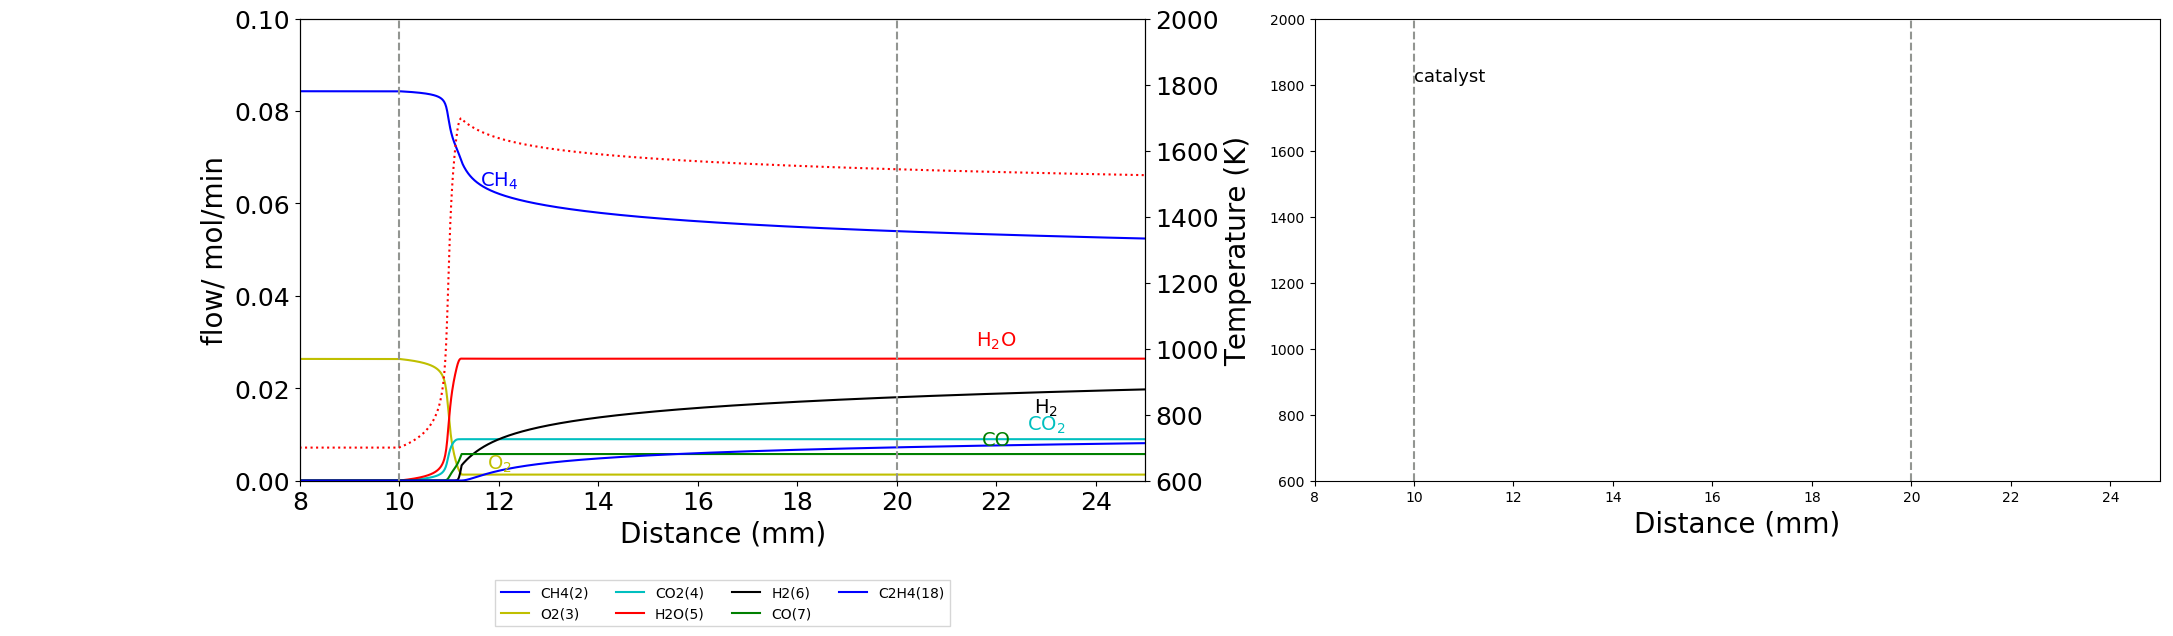 0.10
0.08
0.06
0.04
0.02
0.00
flow/ mol/min
8 10 12 14 16 18 20 22 24
Distance (mm)
CH₄
O₂
H₂O
H₂
CO₂
CO
2000
1800
1600
1400
1200
1000
800
600
Temperature (K)
CH4(2) CO2(4) H2(6) C2H4(18)
O2(3) H2O(5) CO(7)
2000
1800
1600
1400
1200
1000
800
600
catalyst
8 10 12 14 16 18 20 22 24
Distance (mm)